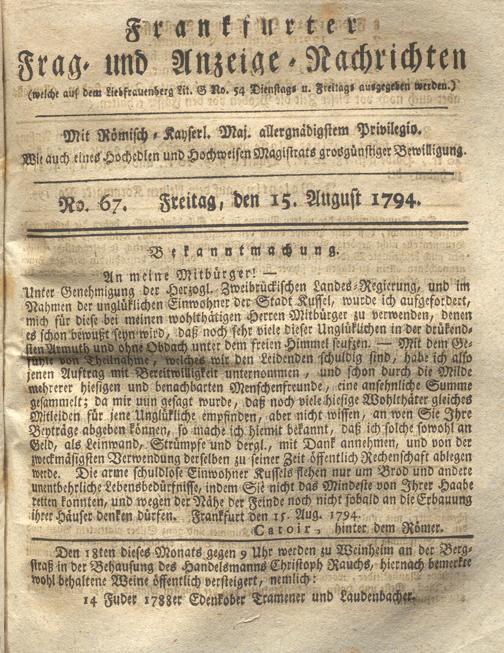 Frankfurter
Frag- und Anzeige-Nachrichten
(welche auf dem Liebfrauenberg Lit. G No. 54 Dienstags u. Freitags ausgegeben werden.)
Mit Römisch-Kayserl. Maj. allergnädigstem Privilegio.
Wie auch eines Hochedlen und Hochweisen Magistrats grosgünstiger Bewilligung.
No. 67. Freitag, den 15. August 1794.
Bekanntmachung.
An meine Mitbürger! —
Unter Genehmigung der Herzogl. Zweibrückischen Landes-Regierung, und im
Nahmen der unglüklichen Einwohner der Stadt Kussel, wurde ich aufgefordert,
mich für diese bei meinen wohlthätigen Herren Mitbürger zu verwenden, denen
es schon bewußt seyn wird, daß noch sehr viele dieser Unglüklichen in der drükend-
sten Armuth und ohne Obdach unter dem freien Himmel seufzen. — Mit dem Ge-
fühle von Theilnahme, welches wir den Leidenden schuldig sind, habe ich also
jenen Auftrag mit Bereitwilligkeit unternommen, und schon durch die Milde
mehrerer hiesigen und benachbarten Menschenfreunde, eine ansehnliche Summe
gesammelt; da mir nun gesagt wurde, daß noch viele hiesige Wohlthäter gleiches
Mitleiden für jene Unglükliche empfinden, aber nicht wissen, an wen Sie Ihre
Beyträge abgeben können, so mache ich hiemit bekannt, daß ich solche sowohl an
Geld, als Leinwand, Strümpfe und dergl., mit Dank annehmen, und von der
zweckmäsigsten Verwendung derselben zu seiner Zeit öffentlich Rechenschaft ablegen
werde. Die arme schuldlose Einwohner Kussels flehen nur um Brod und andere
unentbehrliche Lebensbedürfnisse, indem Sie nicht das Mindeste von Ihrer Haabe
retten konnten, und wegen der Nähe der Feinde noch nicht sobald an die Erbauung
ihrer Häuser denken dürfen. Frankfurt den 15. Aug. 1794.
Catoir, hinter dem Römer.
Den 18ten dieses Monats gegen 9 Uhr werden zu Weinheim an der Berg-
straß in der Behausung des Handelsmanns Christoph Rauchs, hiernach bemerkte
wohl behaltene Weine öffentlich versteigert, nemlich:
14 Fuder 1788er Edenkober Tramener und Laudenbacher.